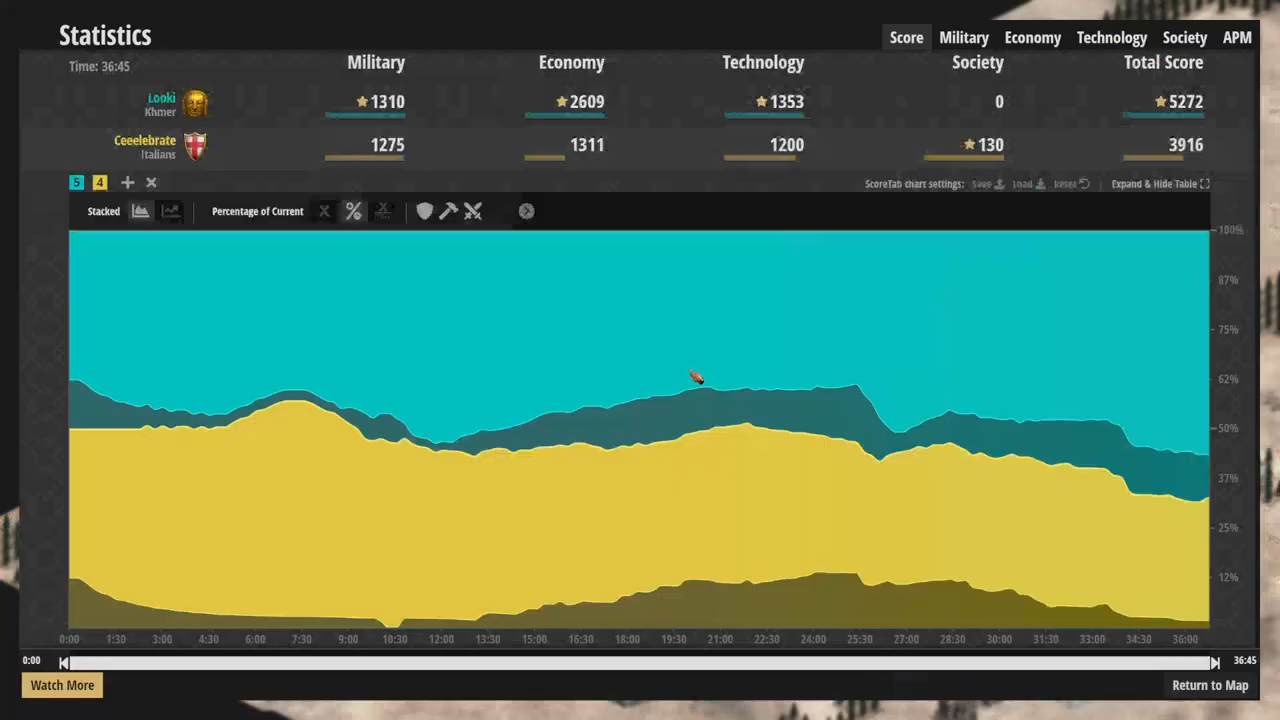 Statistics
Score Military Economy Technology Society APM
Time: 36:45
Military Economy Technology Society Total Score
Looki
Khmer
1310 2609 1353 0 5272
Ceeelebrate
Italians
1275 1311 1200 130 3916
5 4
ScoreTab chart settings: Save Load Reset Expand & Hide Table
Stacked Percentage of Current
100%
87%
75%
62%
50%
37%
25%
12%
0:00 1:30 3:00 4:30 6:00 7:30 9:00 10:30 12:00 13:30 15:00 16:30 18:00 19:30 21:00 22:30 24:00 25:30 27:00 28:30 30:00 31:30 33:00 34:30 36:00
0:00 36:45
Watch More Return to Map